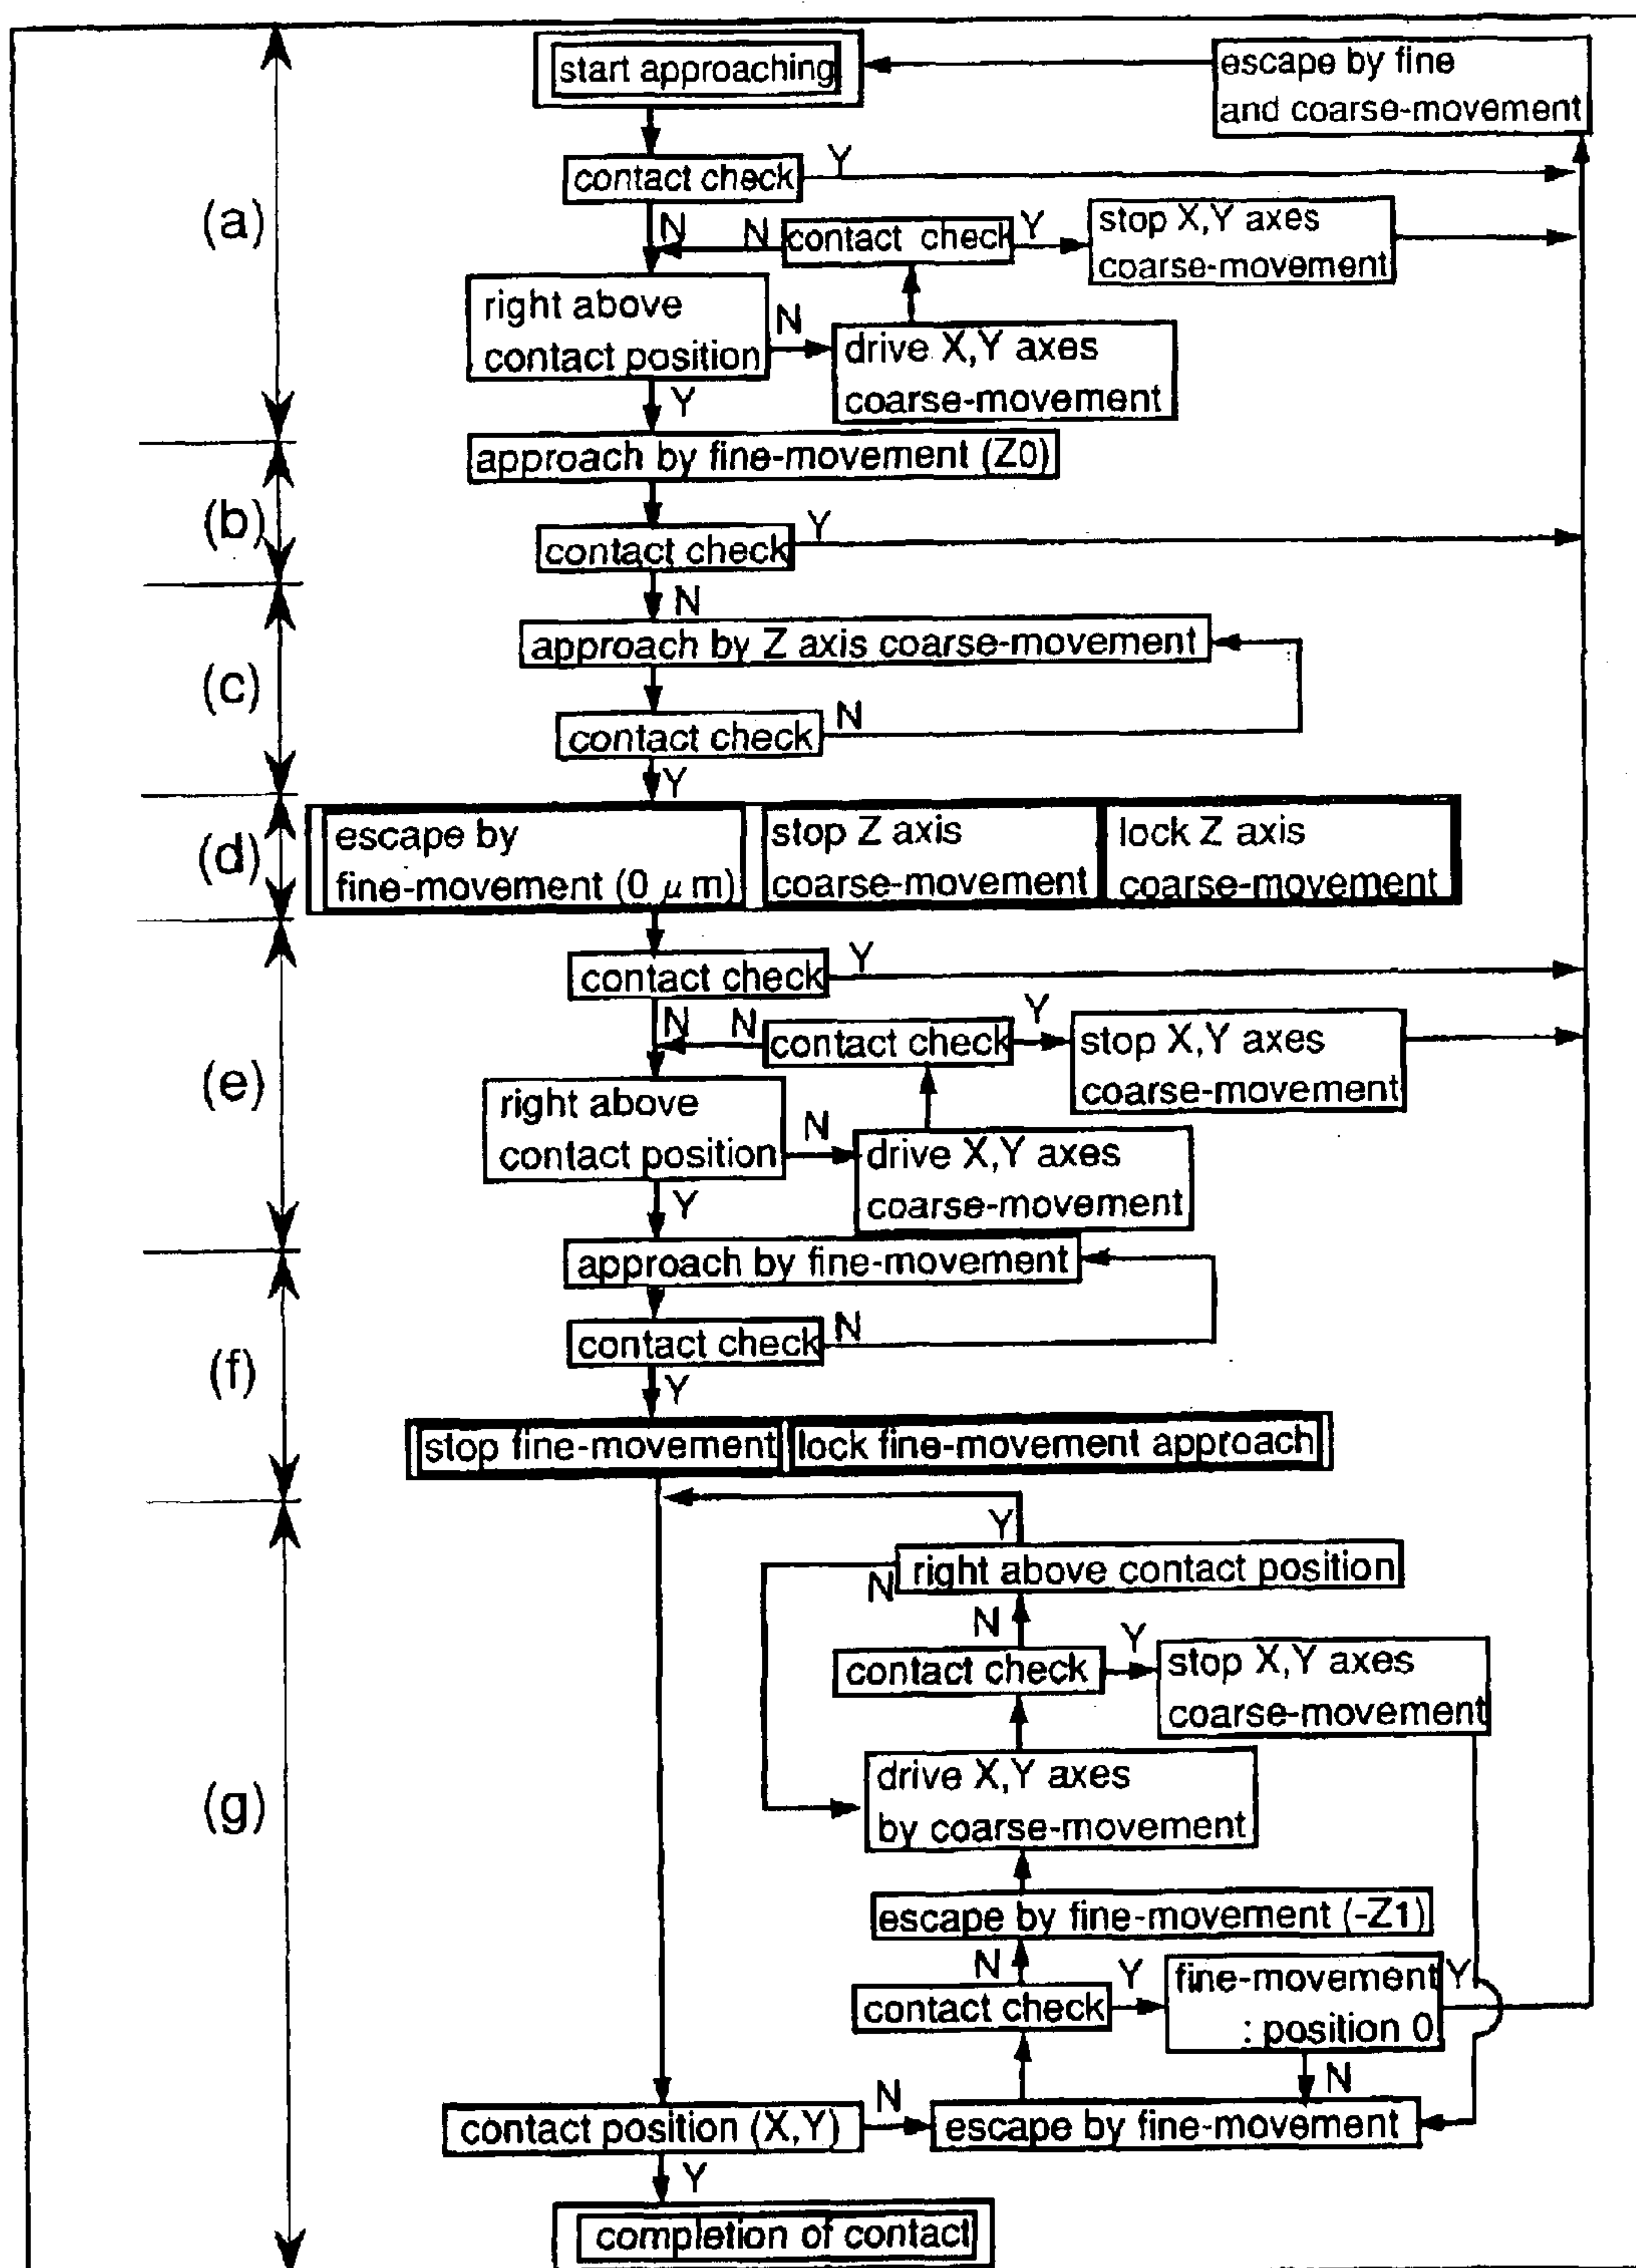 start approaching
escape by fine
and coarse-movement
contact check
Y
(a)
N
N
contact check
Y
stop X,Y axes
coarse-movement
right above
contact position
N
drive X,Y axes
coarse-movement
Y
approach by fine-movement (Z0)
(b)
contact check
Y
N
approach by Z axis coarse-movement
(c)
contact check
N
Y
(d)
escape by
fine-movement (0 μm)
stop Z axis
coarse-movement
lock Z axis
coarse-movement
contact check
Y
(e)
N
N
contact check
Y
stop X,Y axes
coarse-movement
right above
contact position
N
drive X,Y axes
coarse-movement
Y
approach by fine-movement
contact check
N
(f)
Y
stop fine-movement
lock fine-movement approach
Y
right above contact position
N
N
contact check
Y
stop X,Y axes
coarse-movement
(g)
drive X,Y axes
by coarse-movement
escape by fine-movement (-Z1)
N
contact check
Y
fine-movement
: position 0
Y
N
contact position (X,Y)
N
escape by fine-movement
Y
completion of contact